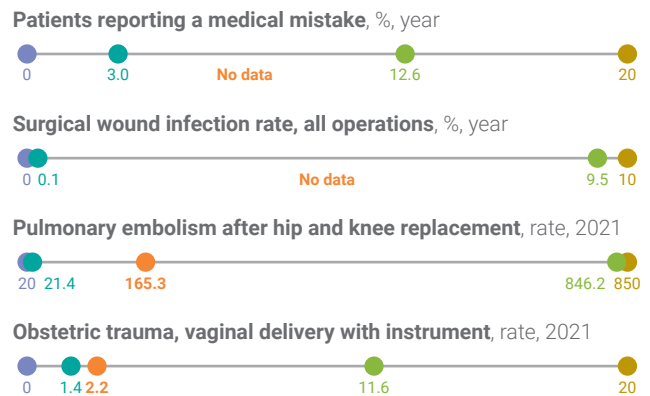 Patients reporting a medical mistake, %, year
0 3.0 No data 12.6 20
Surgical wound infection rate, all operations, %, year
0 0.1 No data 9.5 10
Pulmonary embolism after hip and knee replacement, rate, 2021
20 21.4 165.3 846.2 850
Obstetric trauma, vaginal delivery with instrument, rate, 2021
0 1.4 2.2 11.6 20